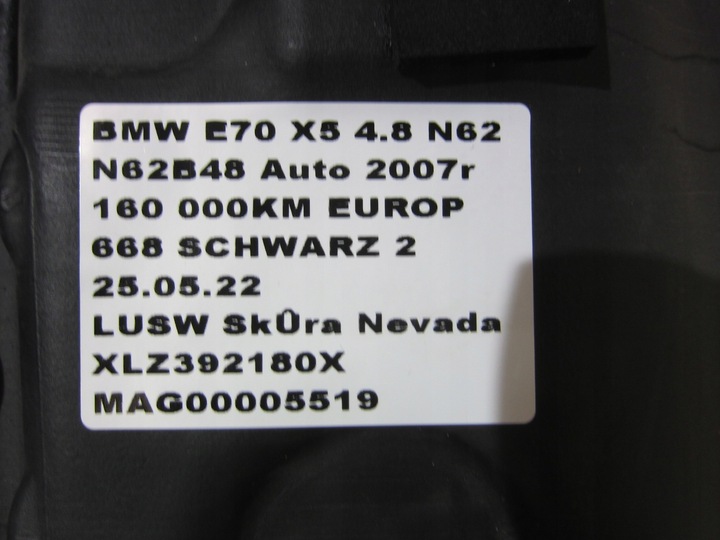 BMW E70 X5 4.8 N62
N62B48 Auto 2007r
160 000KM EUROP
668 SCHWARZ 2
25.05.22
LUSW SkÛra Nevada
XLZ392180X
MAG00005519